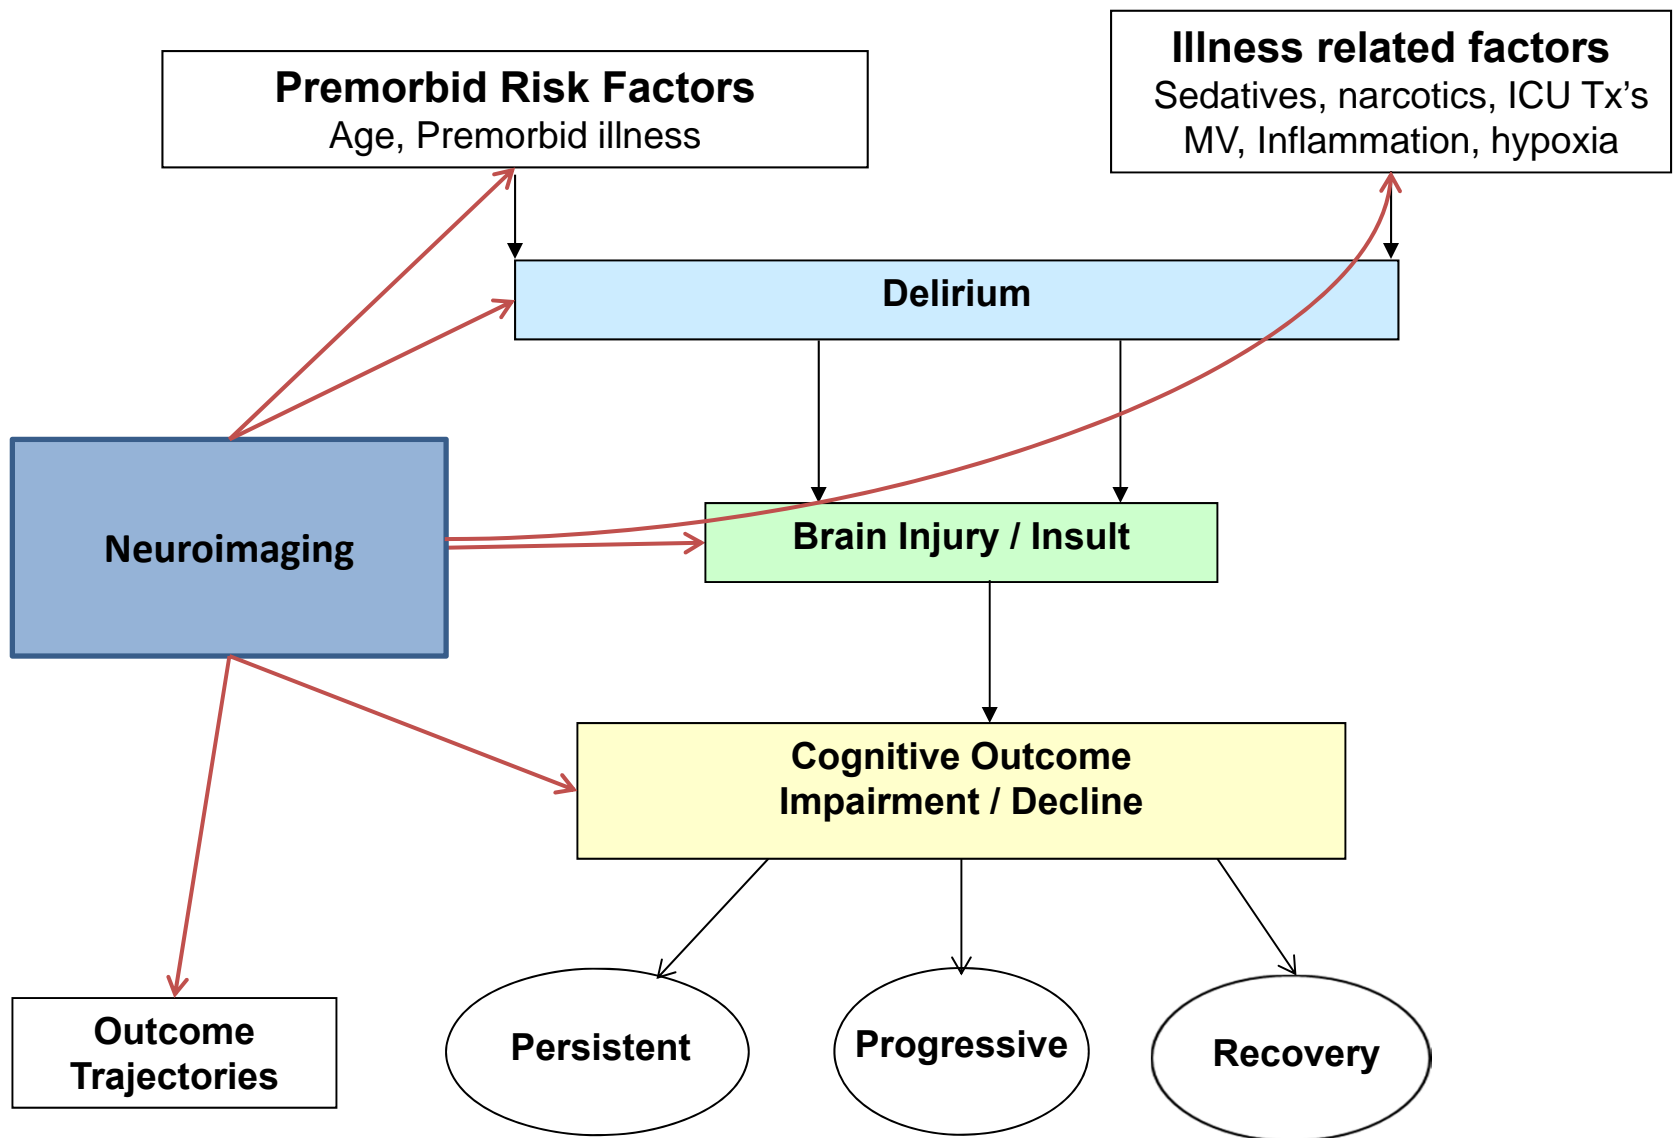 Premorbid Risk Factors
Age, Premorbid illness
Illness related factors
Sedatives, narcotics, ICU Tx’s
MV, Inflammation, hypoxia
Delirium
Neuroimaging
Brain Injury / Insult
Cognitive Outcome
Impairment / Decline
Outcome
Trajectories
Persistent
Progressive
Recovery